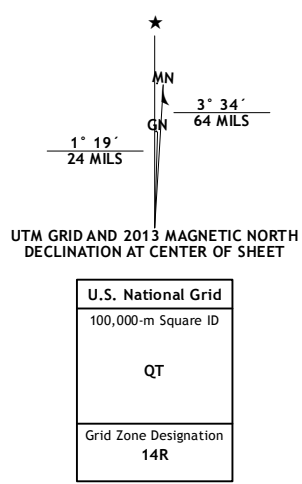 ★
MN
GN
3° 34´
64 MILS
1° 19´
24 MILS
UTM GRID AND 2013 MAGNETIC NORTH
DECLINATION AT CENTER OF SHEET
U.S. National Grid
100,000-m Square ID
QT
Grid Zone Designation
14R